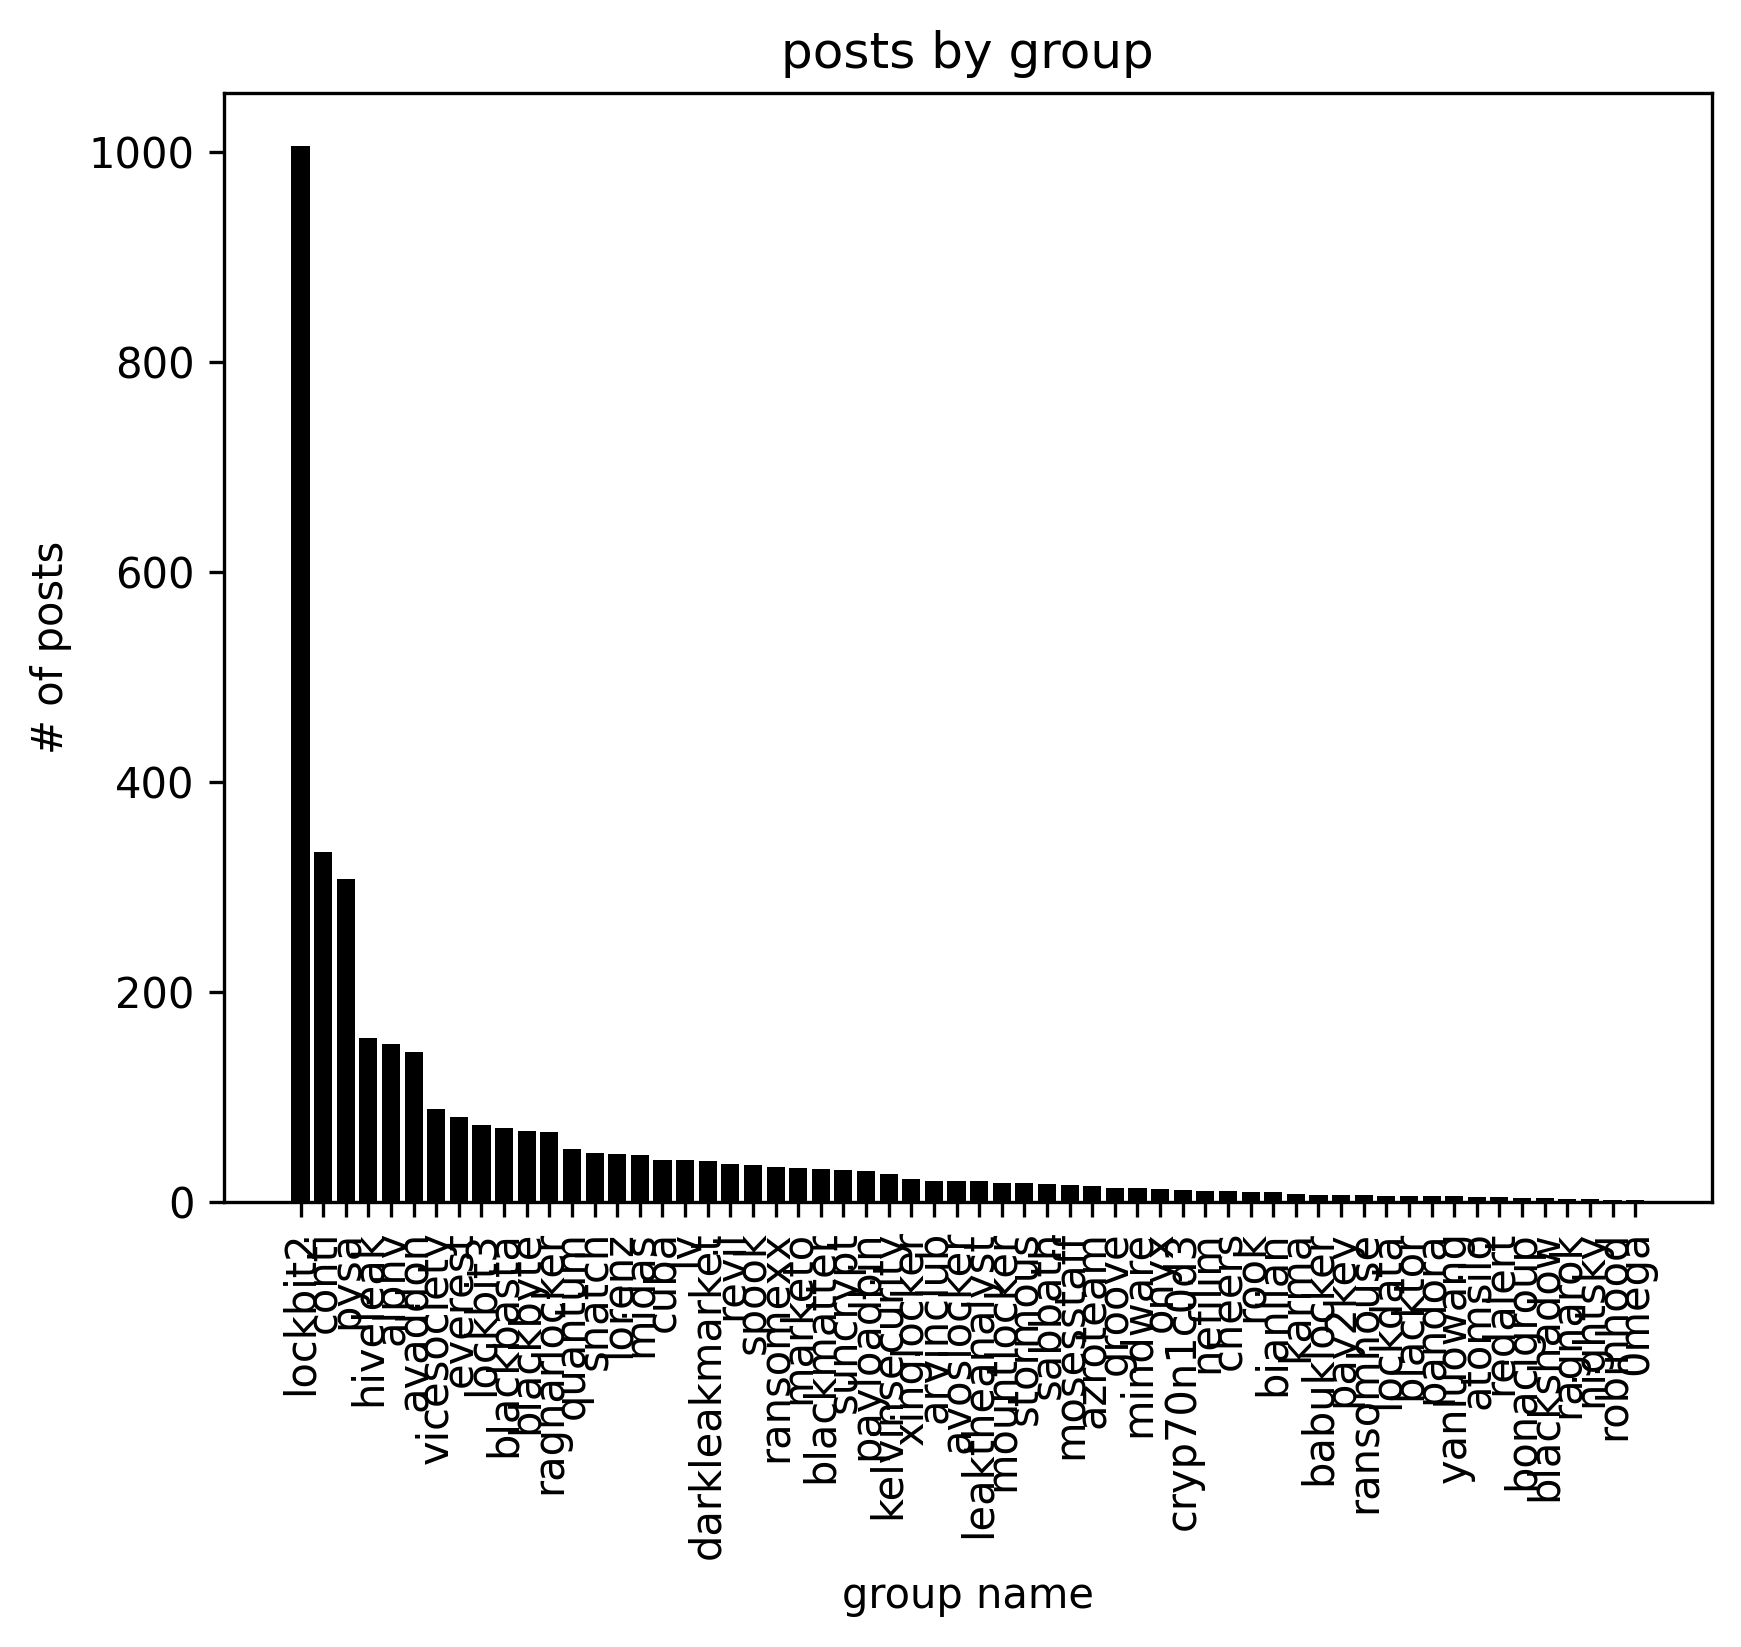 posts by group
# of posts
1000
800
600
400
200
0
lockbit2
conti
pysa
hiveleak
alphv
avaddon
vicesociety
everest
lockbit3
blackbasta
blackbyte
ragnarlocker
quantum
snatch
lorenz
midas
cuba
lv
darkleakmarket
revil
spook
ransomexx
marketo
blackmatter
suncrypt
payloadbin
kelvinsecurity
xinglocker
arvinclub
avoslocker
leaktheanalyst
mountlocker
stormous
sabbath
mosesstaff
azroteam
groove
mindware
onyx
cryp70n1c0d3
nefilim
cheers
rook
bianlian
karma
babuklocker
pay2key
ransomhouse
lockdata
blacktor
pandora
yanluowang
atomsilo
redalert
bonacigroup
blackshadow
ragnarok
nightsky
robinhood
0mega
group name